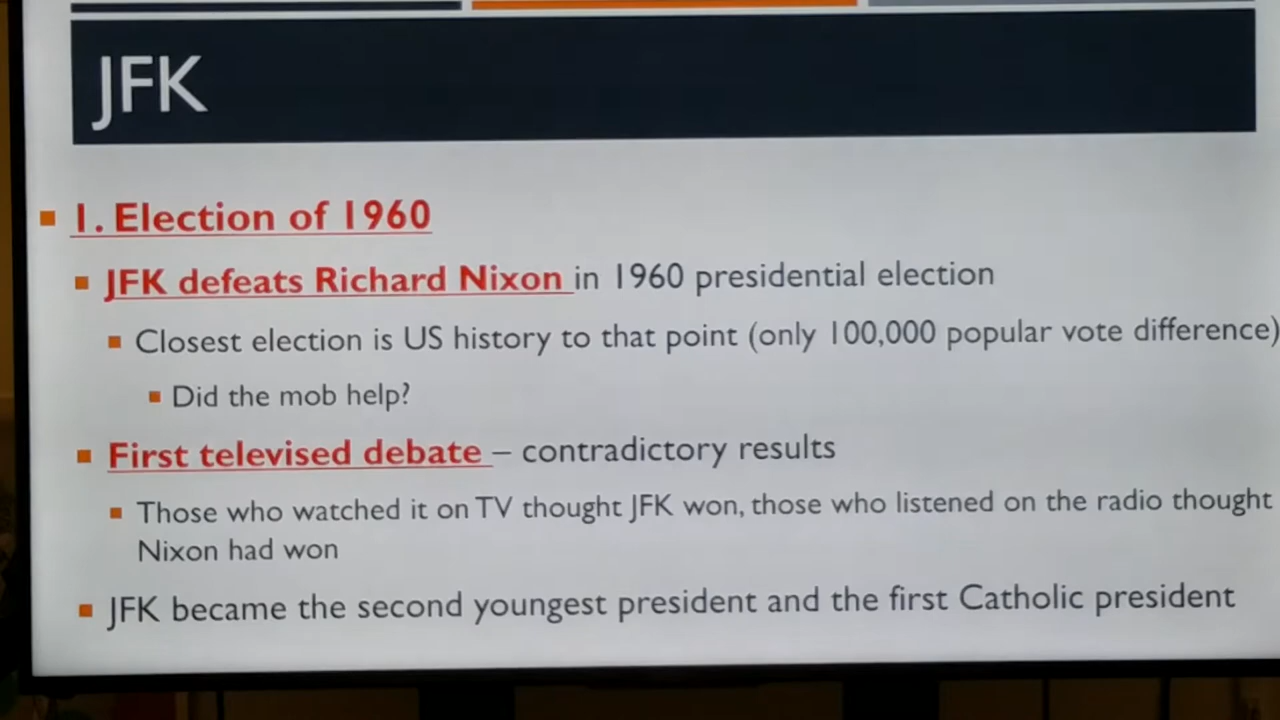 JFK
1. Election of 1960
JFK defeats Richard Nixon in 1960 presidential election
Closest election is US history to that point (only 100,000 popular vote difference)
Did the mob help?
First televised debate – contradictory results
Those who watched it on TV thought JFK won, those who listened on the radio thought
Nixon had won
JFK became the second youngest president and the first Catholic president